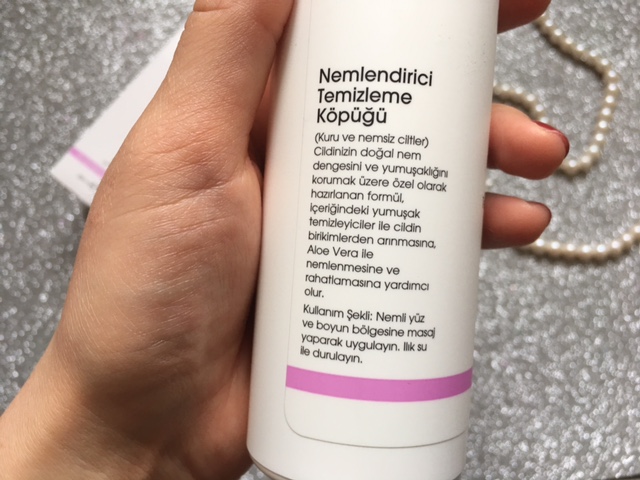 Nemlendirici
Temizleme
Köpüğü
(Kuru ve nemsiz ciltler)
Cildinizin doğal nem
dengesini ve yumuşaklığını
korumak üzere özel olarak
hazırlanan formül,
içeriğindeki yumuşak
temizleyiciler ile cildin
birikimlerden arınmasına,
Aloe Vera ile
nemlenmesine ve
rahatlamasına yardımcı
olur.
Kullanım Şekli: Nemli yüz
ve boyun bölgesine masaj
yaparak uygulayın. Ilık su
ile durulayın.